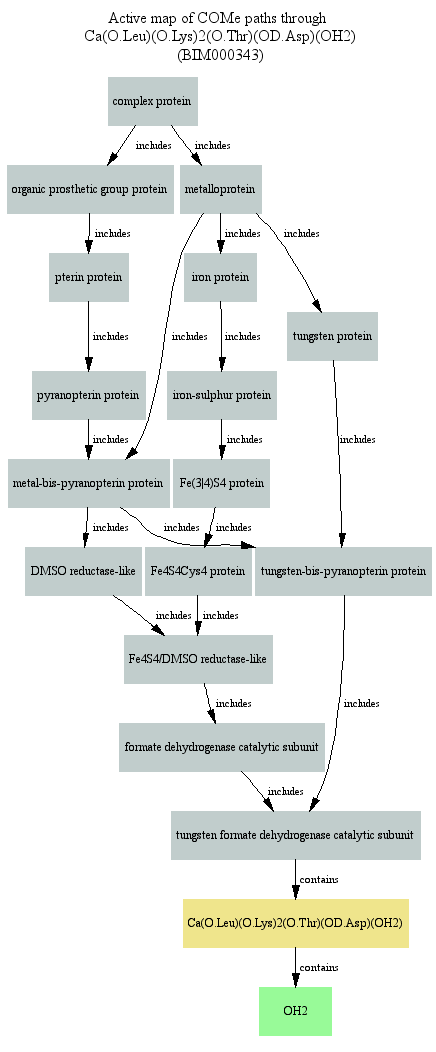 Active map of COMe paths through
Ca(O.Leu)(O.Lys)2(O.Thr)(OD.Asp)(OH2)
(BIM000343)
complex protein
includes
includes
organic prosthetic group protein
metalloprotein
includes
includes
includes
pterin protein
iron protein
tungsten protein
includes
includes
includes
pyranopterin protein
iron-sulphur protein
includes
includes
includes
metal-bis-pyranopterin protein
Fe(3|4)S4 protein
includes
includes
includes
DMSO reductase-like
Fe4S4Cys4 protein
tungsten-bis-pyranopterin protein
includes
includes
Fe4S4/DMSO reductase-like
includes
includes
formate dehydrogenase catalytic subunit
includes
tungsten formate dehydrogenase catalytic subunit
contains
Ca(O.Leu)(O.Lys)2(O.Thr)(OD.Asp)(OH2)
contains
OH2